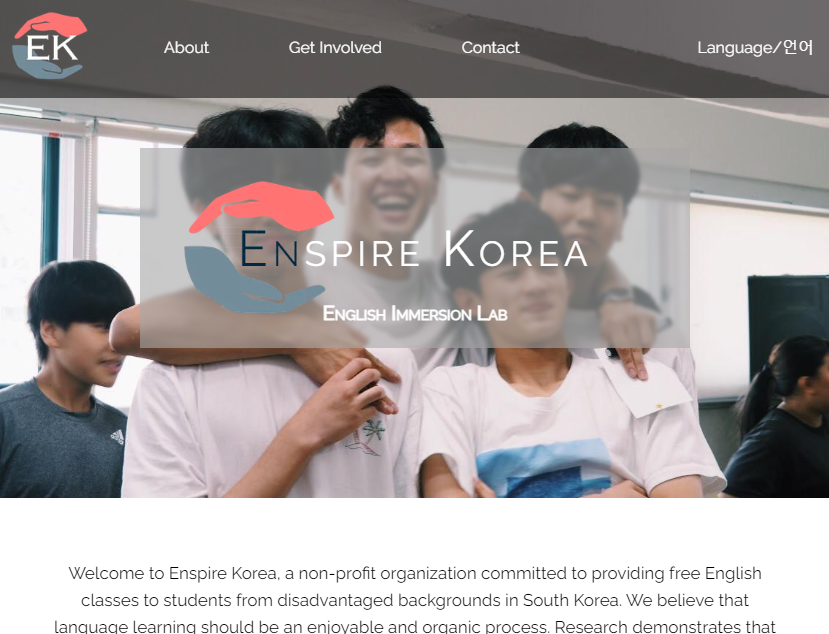 EK
About
Get Involved
Contact
Language/언어
Enspire Korea
English Immersion Lab
Welcome to Enspire Korea, a non-profit organization committed to providing free English
classes to students from disadvantaged backgrounds in South Korea. We believe that
language learning should be an enjoyable and organic process. Research demonstrates that